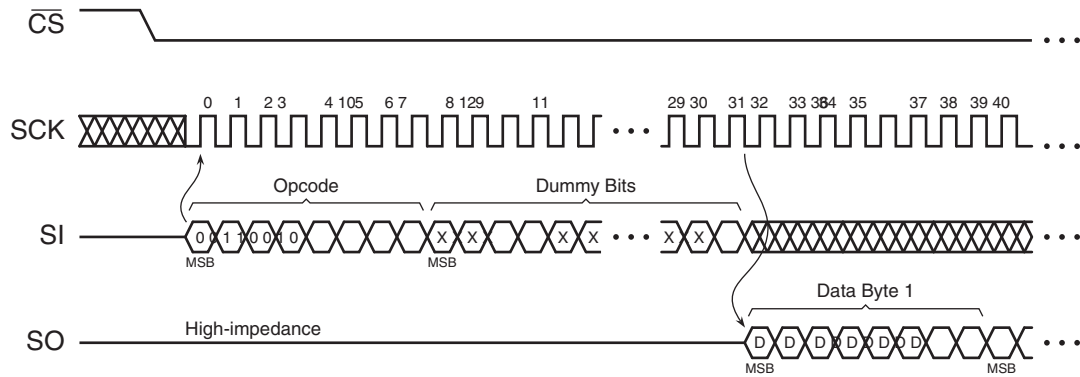 CS
0 1 2 3 4 10 5 6 7 8 12 9 11 29 30 31 32 33 36 34 35 37 38 39 40
SCK
Opcode Dummy Bits
SI 0 0 1 1 0 0 1 0 X X X X X X
MSB MSB
Data Byte 1
High-impedance
SO D D D D D D D D
MSB MSB